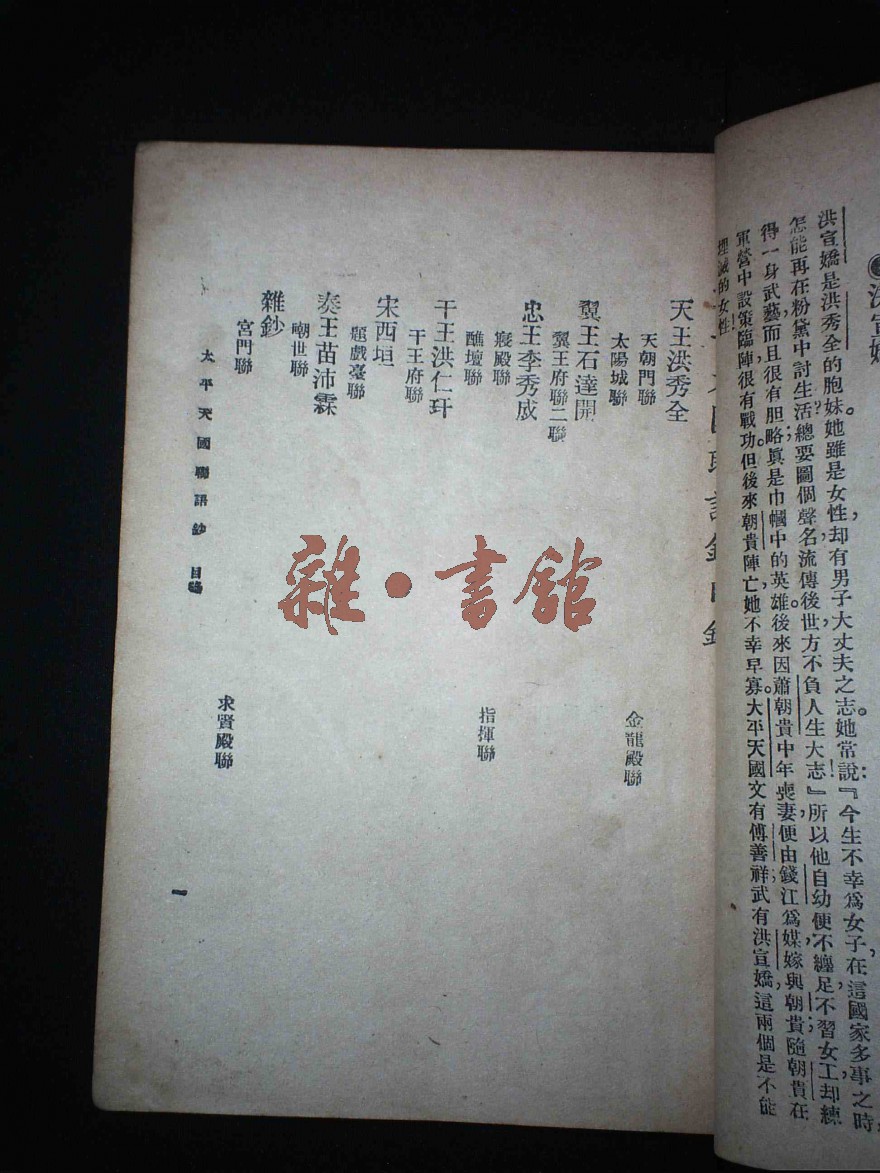 洪宣嬌
洪宣嬌是洪秀全的胞妹。她雖是女性,却有男子大丈夫之志。她常說:『今生不幸爲女子,在這國家多事之時,
怎能再在粉黛中討生活?總要圖個聲名,流傳後世,方不負人生大志!』所以他自幼便不纏足,不習女工,却練
得一身武藝;而且很有胆略,眞是巾幗中的英雄。後來因蕭朝貴中年喪妻,便由錢江爲媒,嫁與朝貴;隨朝貴在
軍營中設策臨陣,很有戰功。但後來朝貴陣亡,她不幸早寡。太平天國文有傅善祥,武有洪宣嬌,這兩個是不能
埋滅的女性!
天王洪秀全
天朝門聯 金龍殿聯
太陽城聯
翼王石達開
翼王府聯二聯
忠王李秀成
寢殿聯 指揮聯
醮壇聯
干王洪仁玕
干王府聯
宋西垣
題戲臺聯
奏王苗沛霖
嘲世聯
雜鈔
宮門聯 求賢殿聯
太平天國聯語鈔 目錄
一
雜·書館